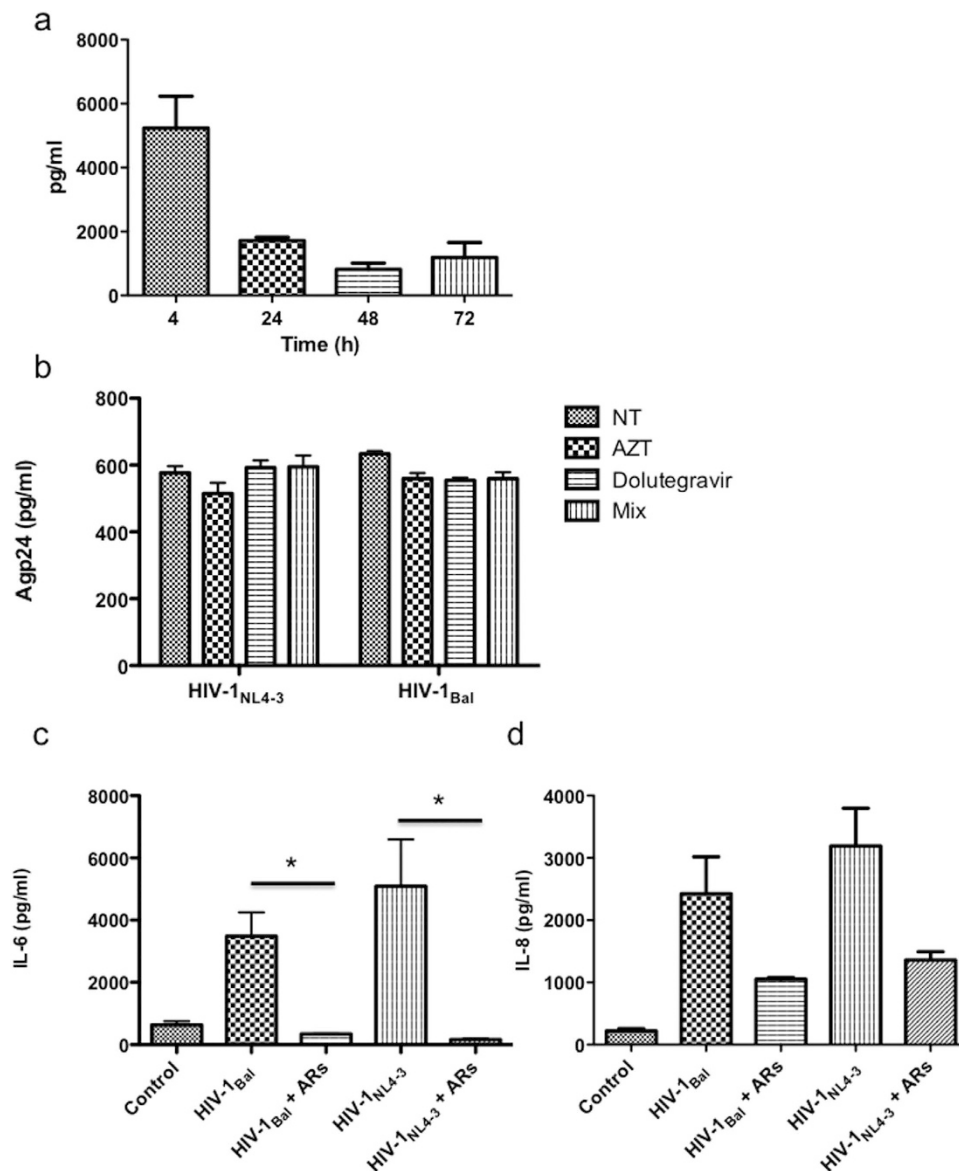 a
8000
6000
4000
2000
0
pg/ml
4 24 48 72
Time (h)
b
800
600
400
200
0
Agp24 (pg/ml)
HIV-1NL4-3 HIV-1Bal
NT
AZT
Dolutegravir
Mix
c
8000
6000
4000
2000
0
IL-6 (pg/ml)
* *
Control
HIV-1Bal
HIV-1Bal + ARs
HIV-1NL4-3
HIV-1NL4-3 + ARs
d
4000
3000
2000
1000
0
IL-8 (pg/ml)
Control
HIV-1Bal
HIV-1Bal + ARs
HIV-1NL4-3
HIV-1NL4-3 + ARs